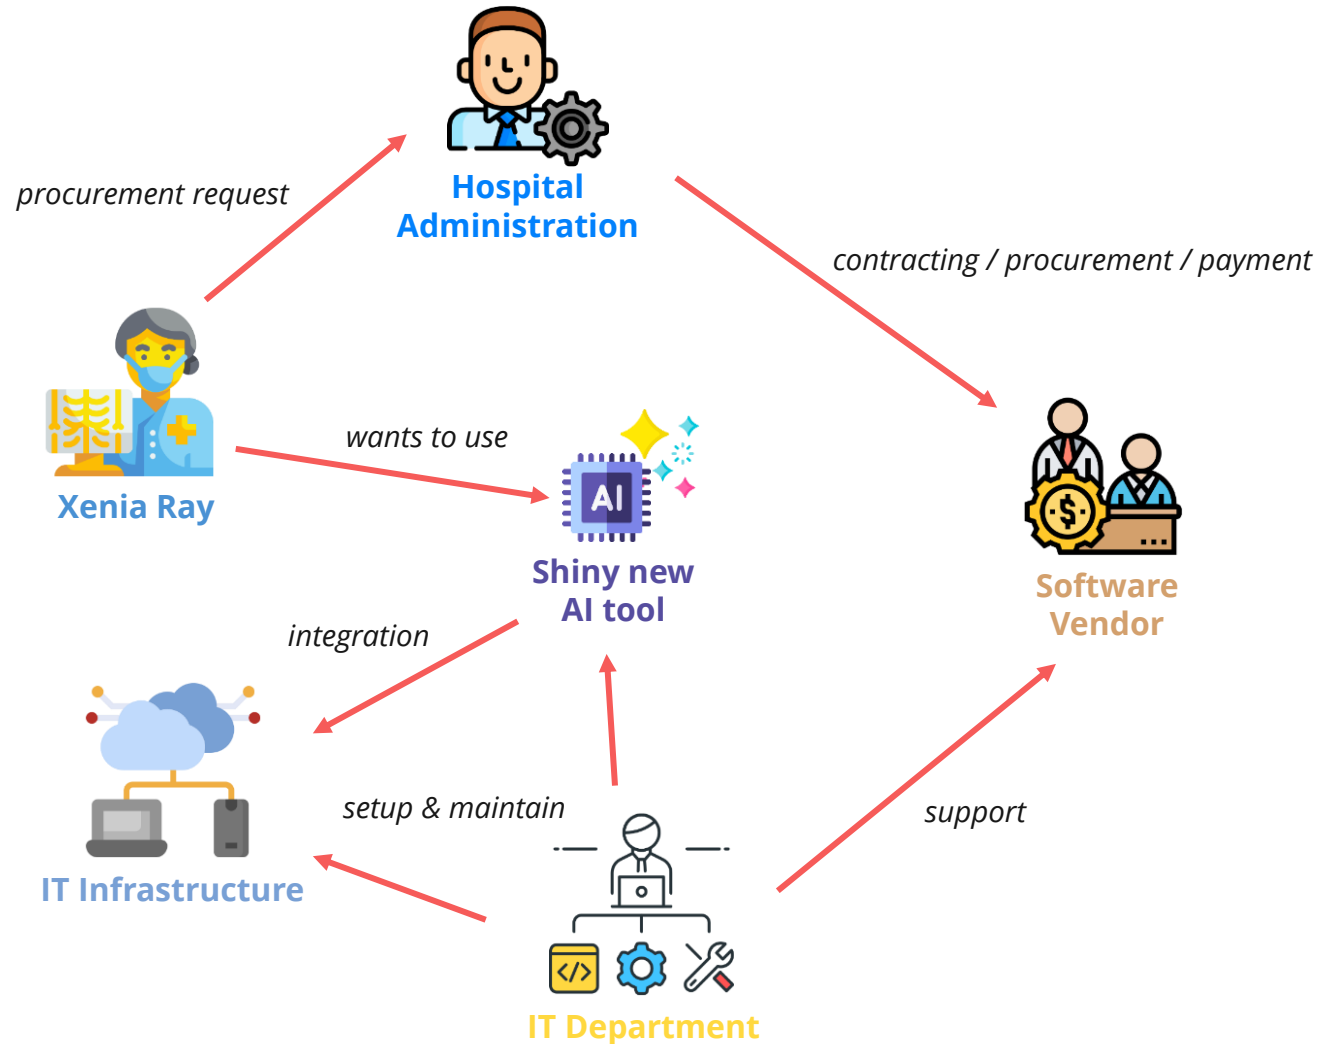 procurement request
Hospital
Administration
contracting / procurement / payment
Xenia Ray
wants to use
AI
Shiny new
AI tool
$
Software
Vendor
integration
IT Infrastructure
setup & maintain
support
</>
IT Department